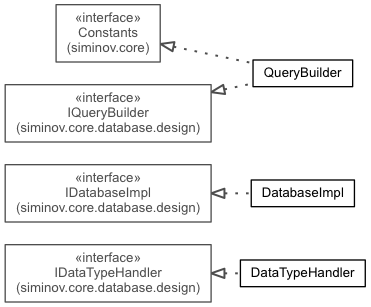 «interface»
Constants
(siminov.core)
QueryBuilder
«interface»
IQueryBuilder
(siminov.core.database.design)
«interface»
IDatabaseImpl
(siminov.core.database.design)
DatabaseImpl
«interface»
IDataTypeHandler
(siminov.core.database.design)
DataTypeHandler